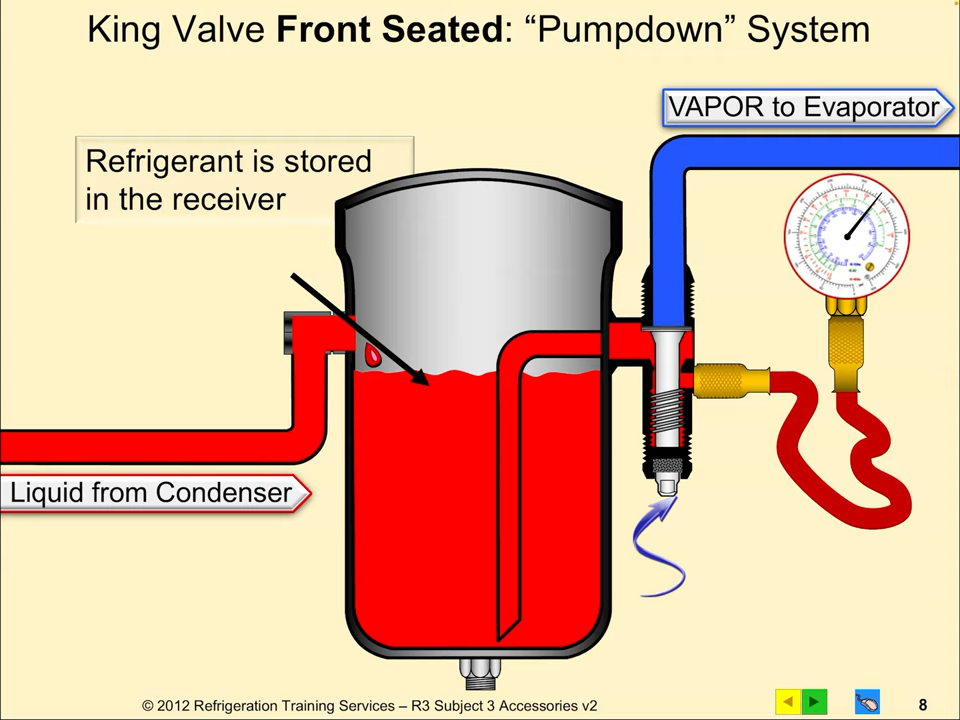 King Valve Front Seated: “Pumpdown” System
VAPOR to Evaporator
Refrigerant is stored
in the receiver
Liquid from Condenser
© 2012 Refrigeration Training Services – R3 Subject 3 Accessories v2
8